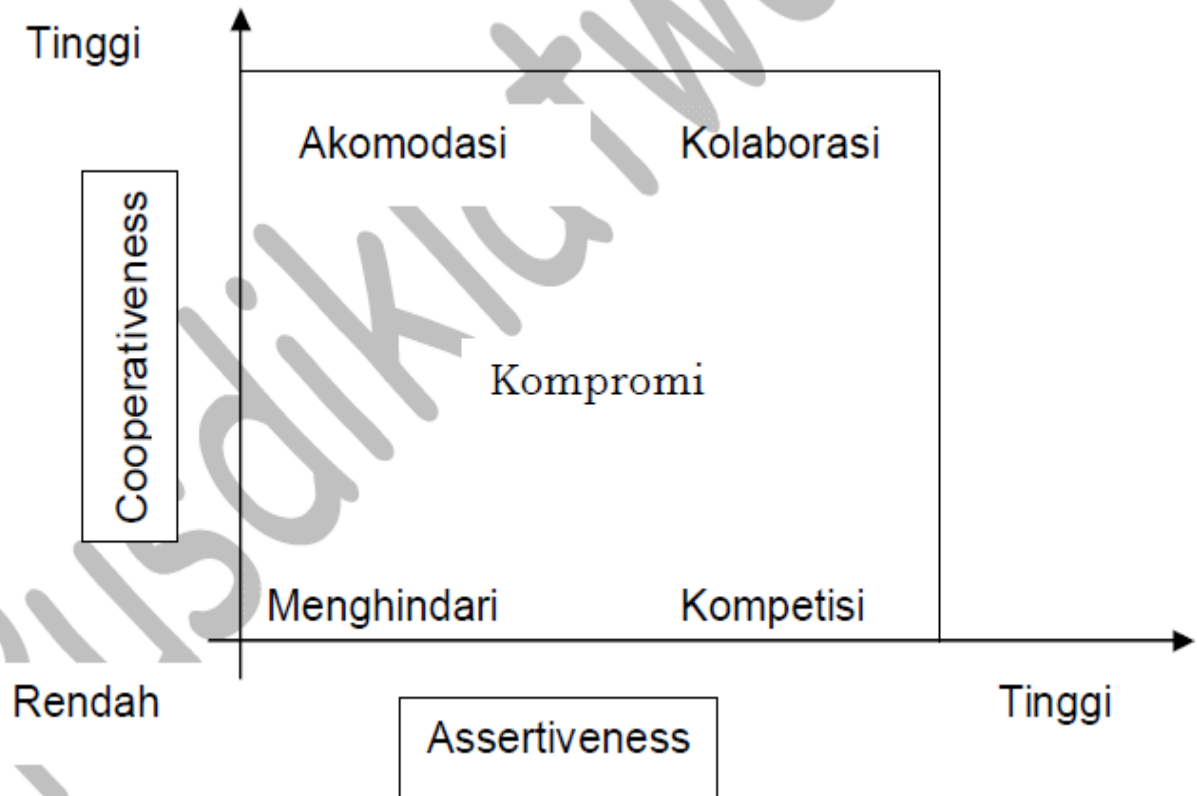 Tinggi
Akomodasi Kolaborasi
Cooperativeness
Kompromi
Menghindari Kompetisi
Rendah Tinggi
Assertiveness